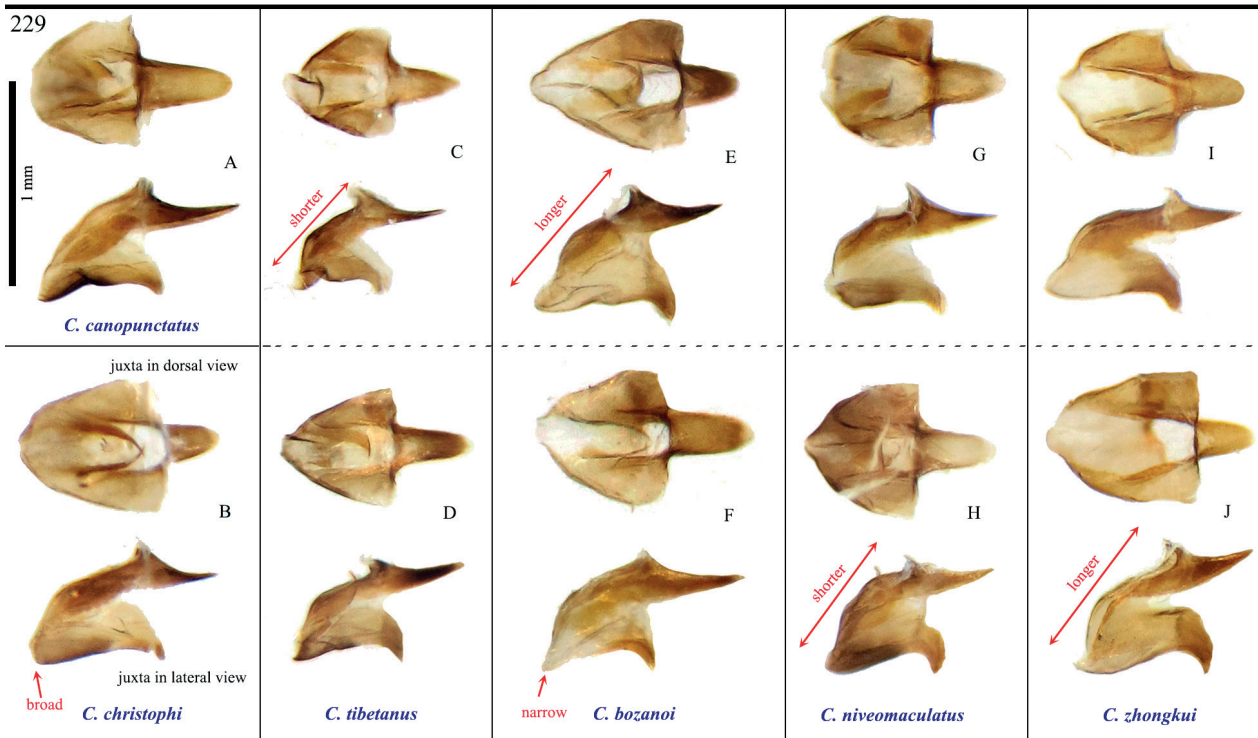 229
1 mm
A
C
E
G
I
shorter
longer
C. canopunctatus
juxta in dorsal view
B
D
F
H
J
shorter
longer
juxta in lateral view
broad
narrow
C. christophi
C. tibetanus
C. bozanoi
C. niveomaculatus
C. zhongkui